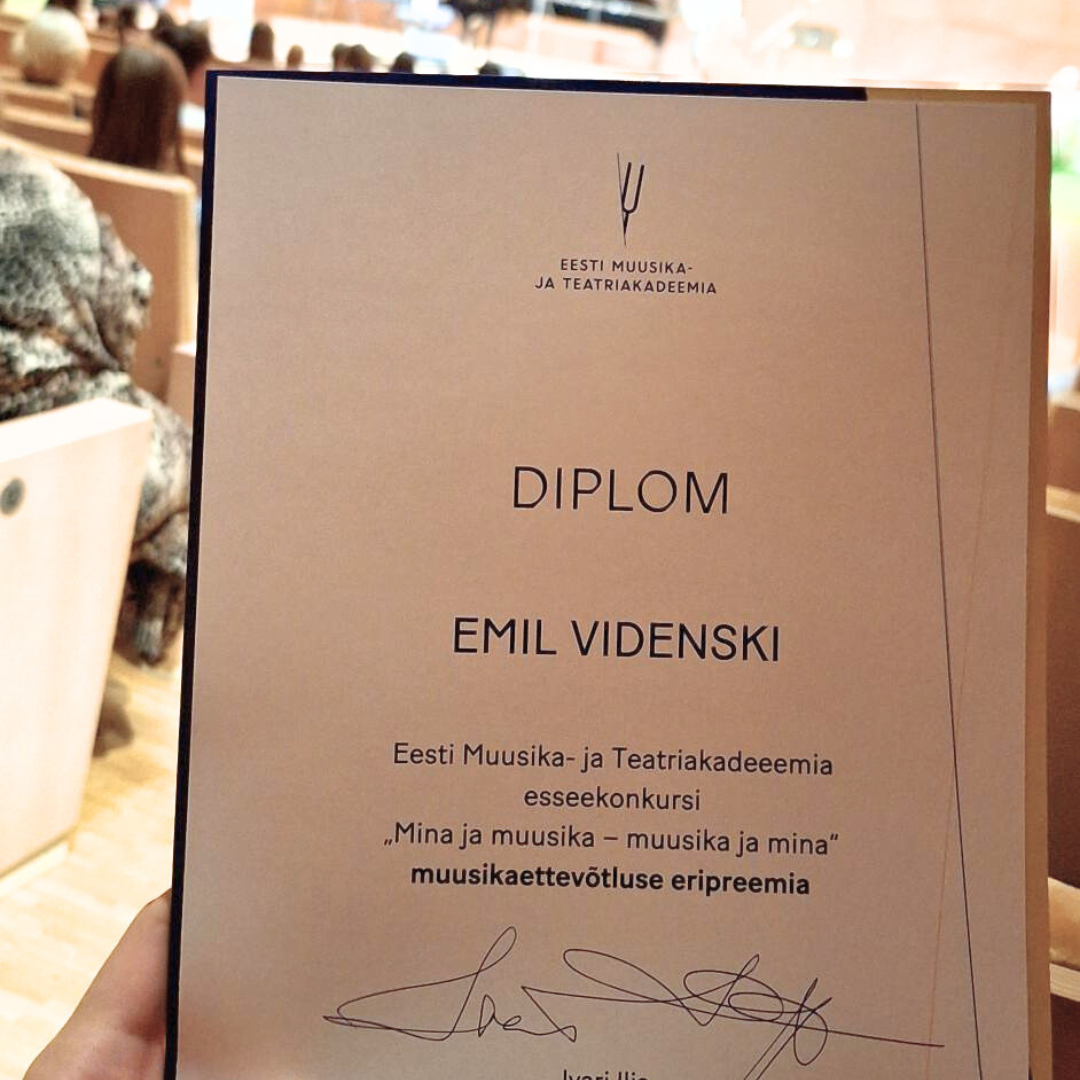 EESTI MUUSIKA-
JA TEATRIAKADEEMIA
DIPLOM
EMIL VIDENSKI
Eesti Muusika- ja Teatriakadeeemia
esseekonkursi
„Mina ja muusika – muusika ja mina“
muusikaettevõtluse eripreemia